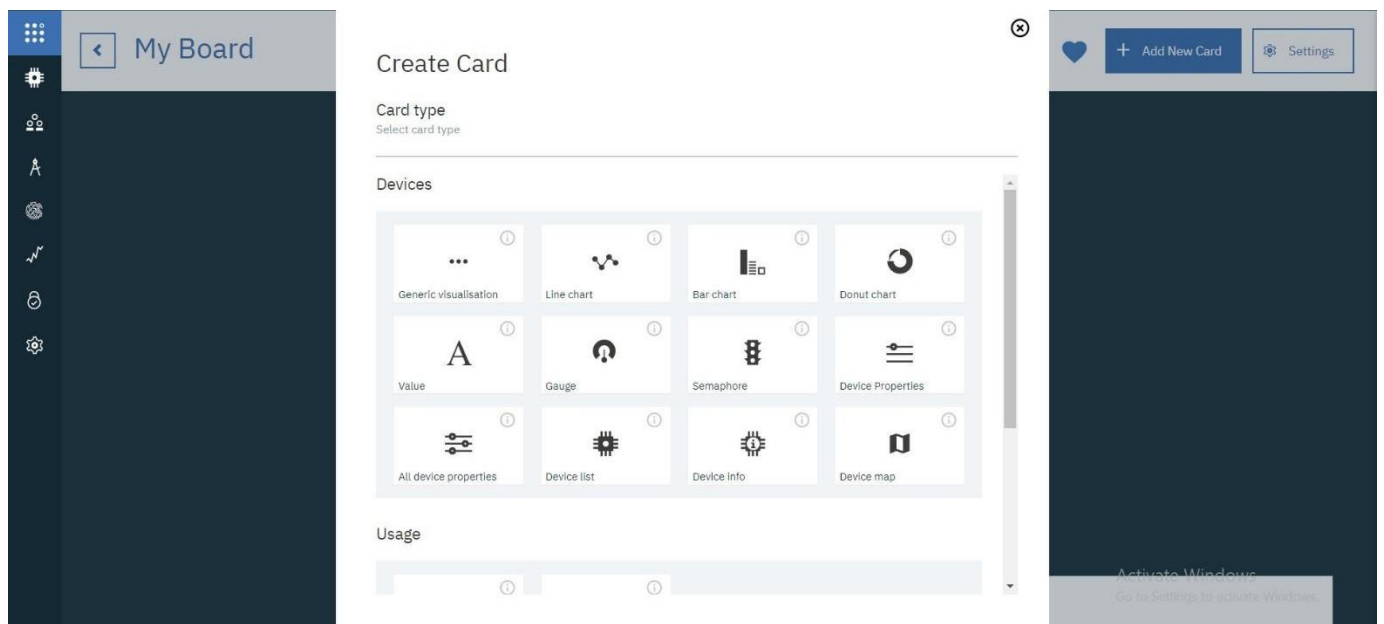 My Board
+ Add New Card
Settings
Create Card
Card type
Select card type
Devices
Generic visualisation
Line chart
Bar chart
Donut chart
A
Value
Gauge
Semaphore
Device Properties
All device properties
Device list
Device info
Device map
Usage
Activate Windows
Go to Settings to activate Windows.